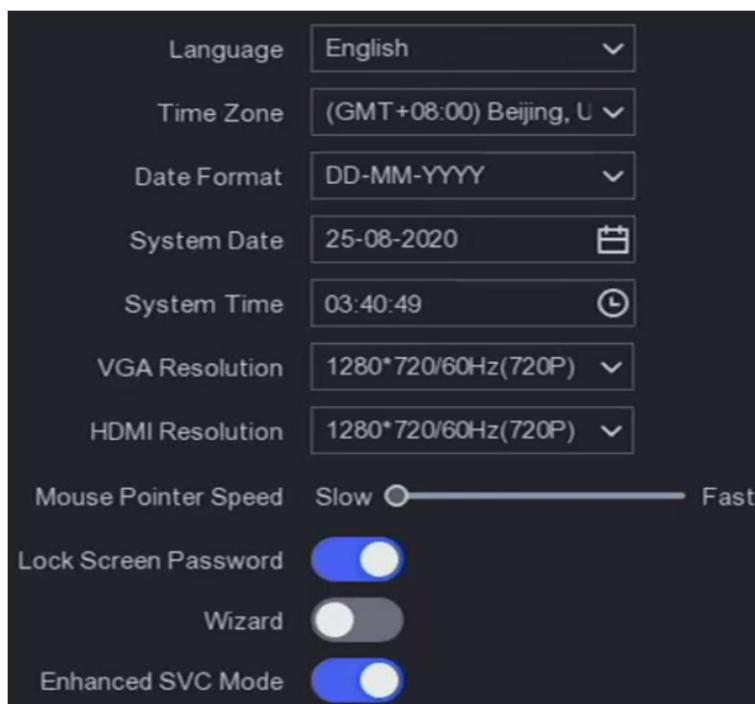 Language English
Time Zone (GMT+08:00) Beijing, U
Date Format DD-MM-YYYY
System Date 25-08-2020
System Time 03:40:49
VGA Resolution 1280*720/60Hz(720P)
HDMI Resolution 1280*720/60Hz(720P)
Mouse Pointer Speed Slow Fast
Lock Screen Password
Wizard
Enhanced SVC Mode